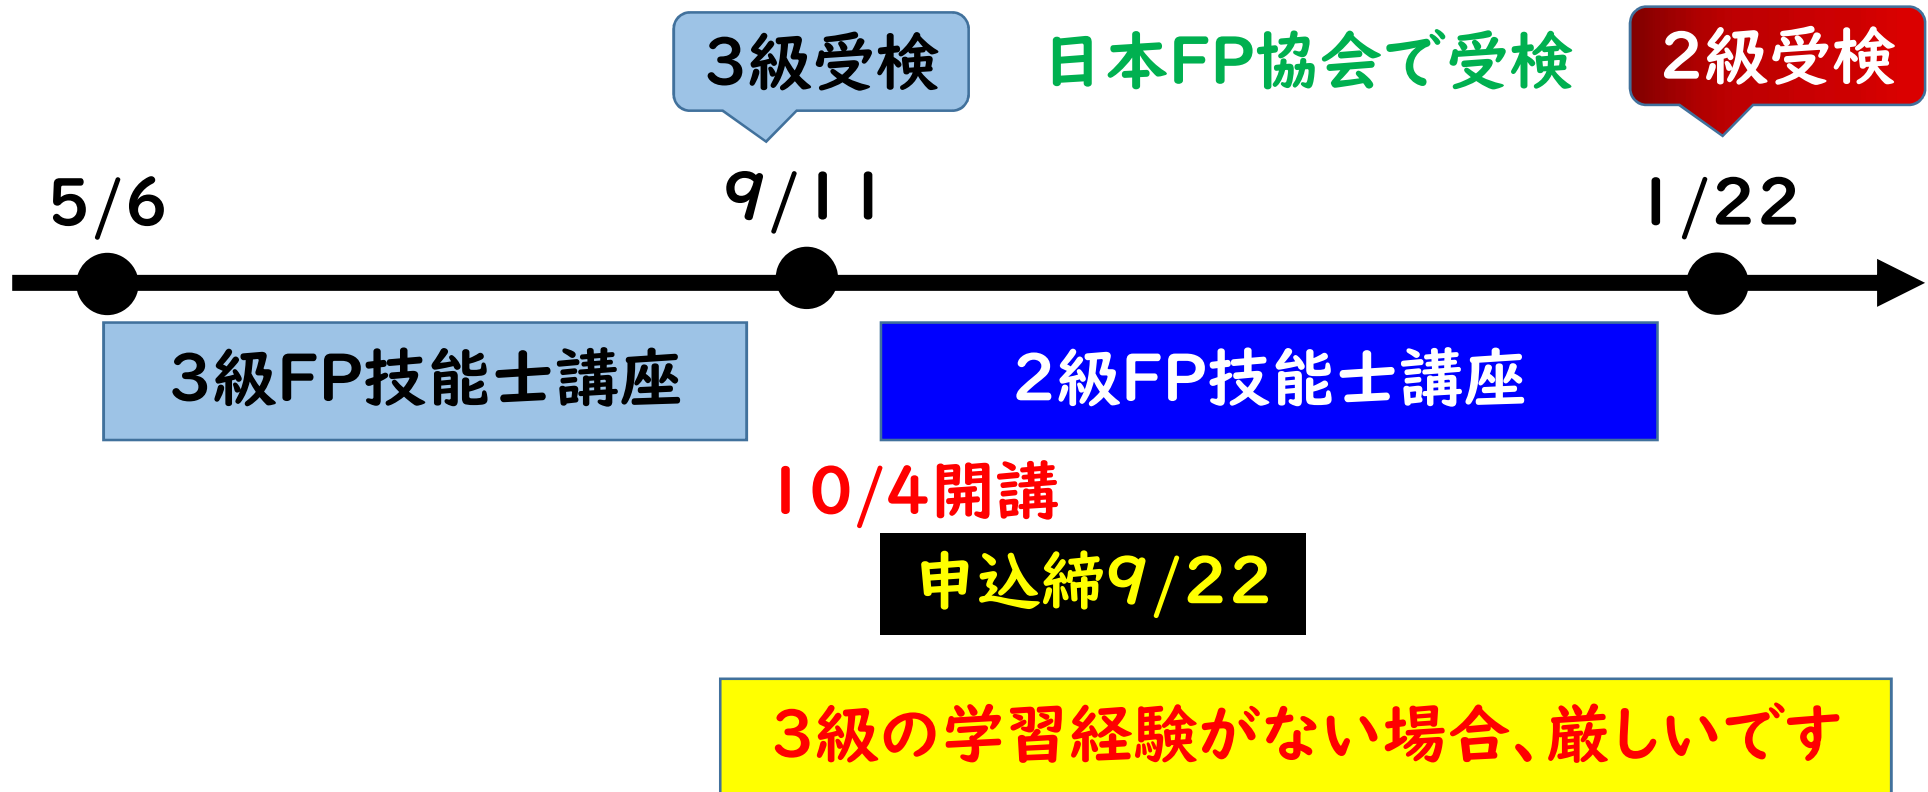 3級受検
日本FP協会で受検
2級受検
5/6
9/11
1/22
3級FP技能士講座
2級FP技能士講座
10/4開講
申込締9/22
3級の学習経験がない場合、厳しいです